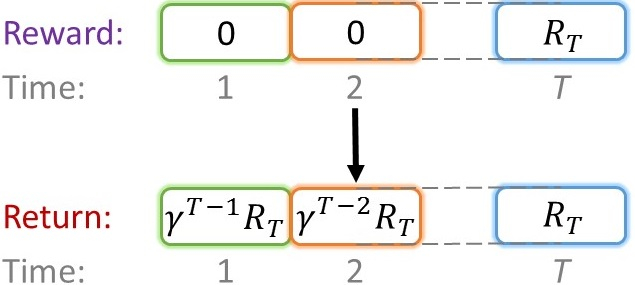 Reward: 0 0 R_T
Time: 1 2 T
Return: γ^{T−1}R_T γ^{T−2}R_T R_T
Time: 1 2 T